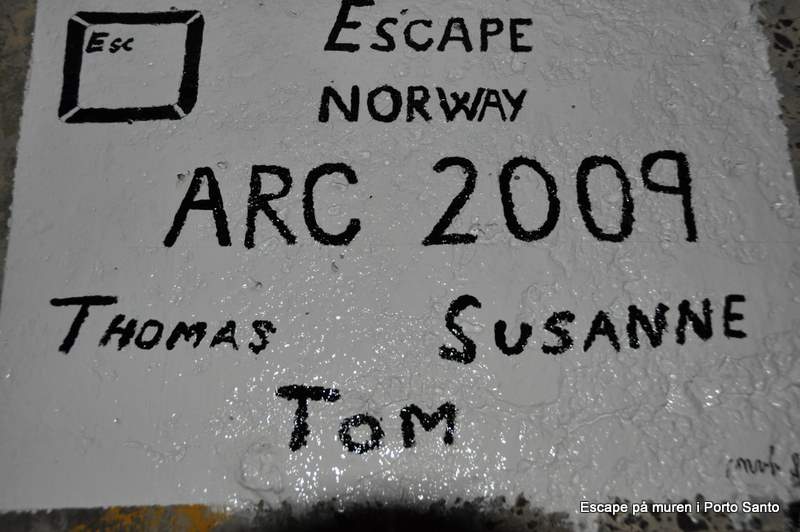 Esc
ESCAPE
NORWAY
ARC 2009
THOMAS SUSANNE
TOM
Escape på muren i Porto Santo